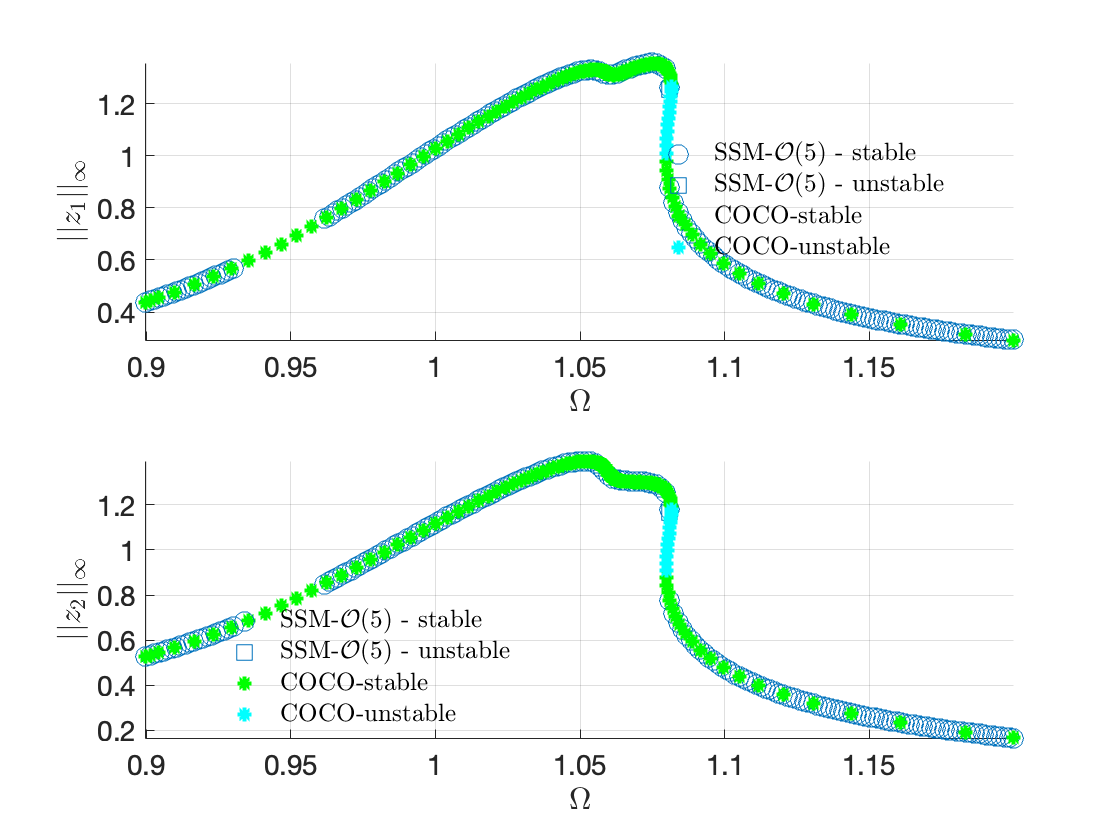 ||z₁||∞
1.2
1
0.8
0.6
0.4
SSM-𝒪(5) - stable
SSM-𝒪(5) - unstable
COCO-stable
COCO-unstable
0.9 0.95 1 1.05 1.1 1.15
Ω
||z₂||∞
1.2
1
0.8
0.6
0.4
0.2
SSM-𝒪(5) - stable
SSM-𝒪(5) - unstable
COCO-stable
COCO-unstable
0.9 0.95 1 1.05 1.1 1.15
Ω